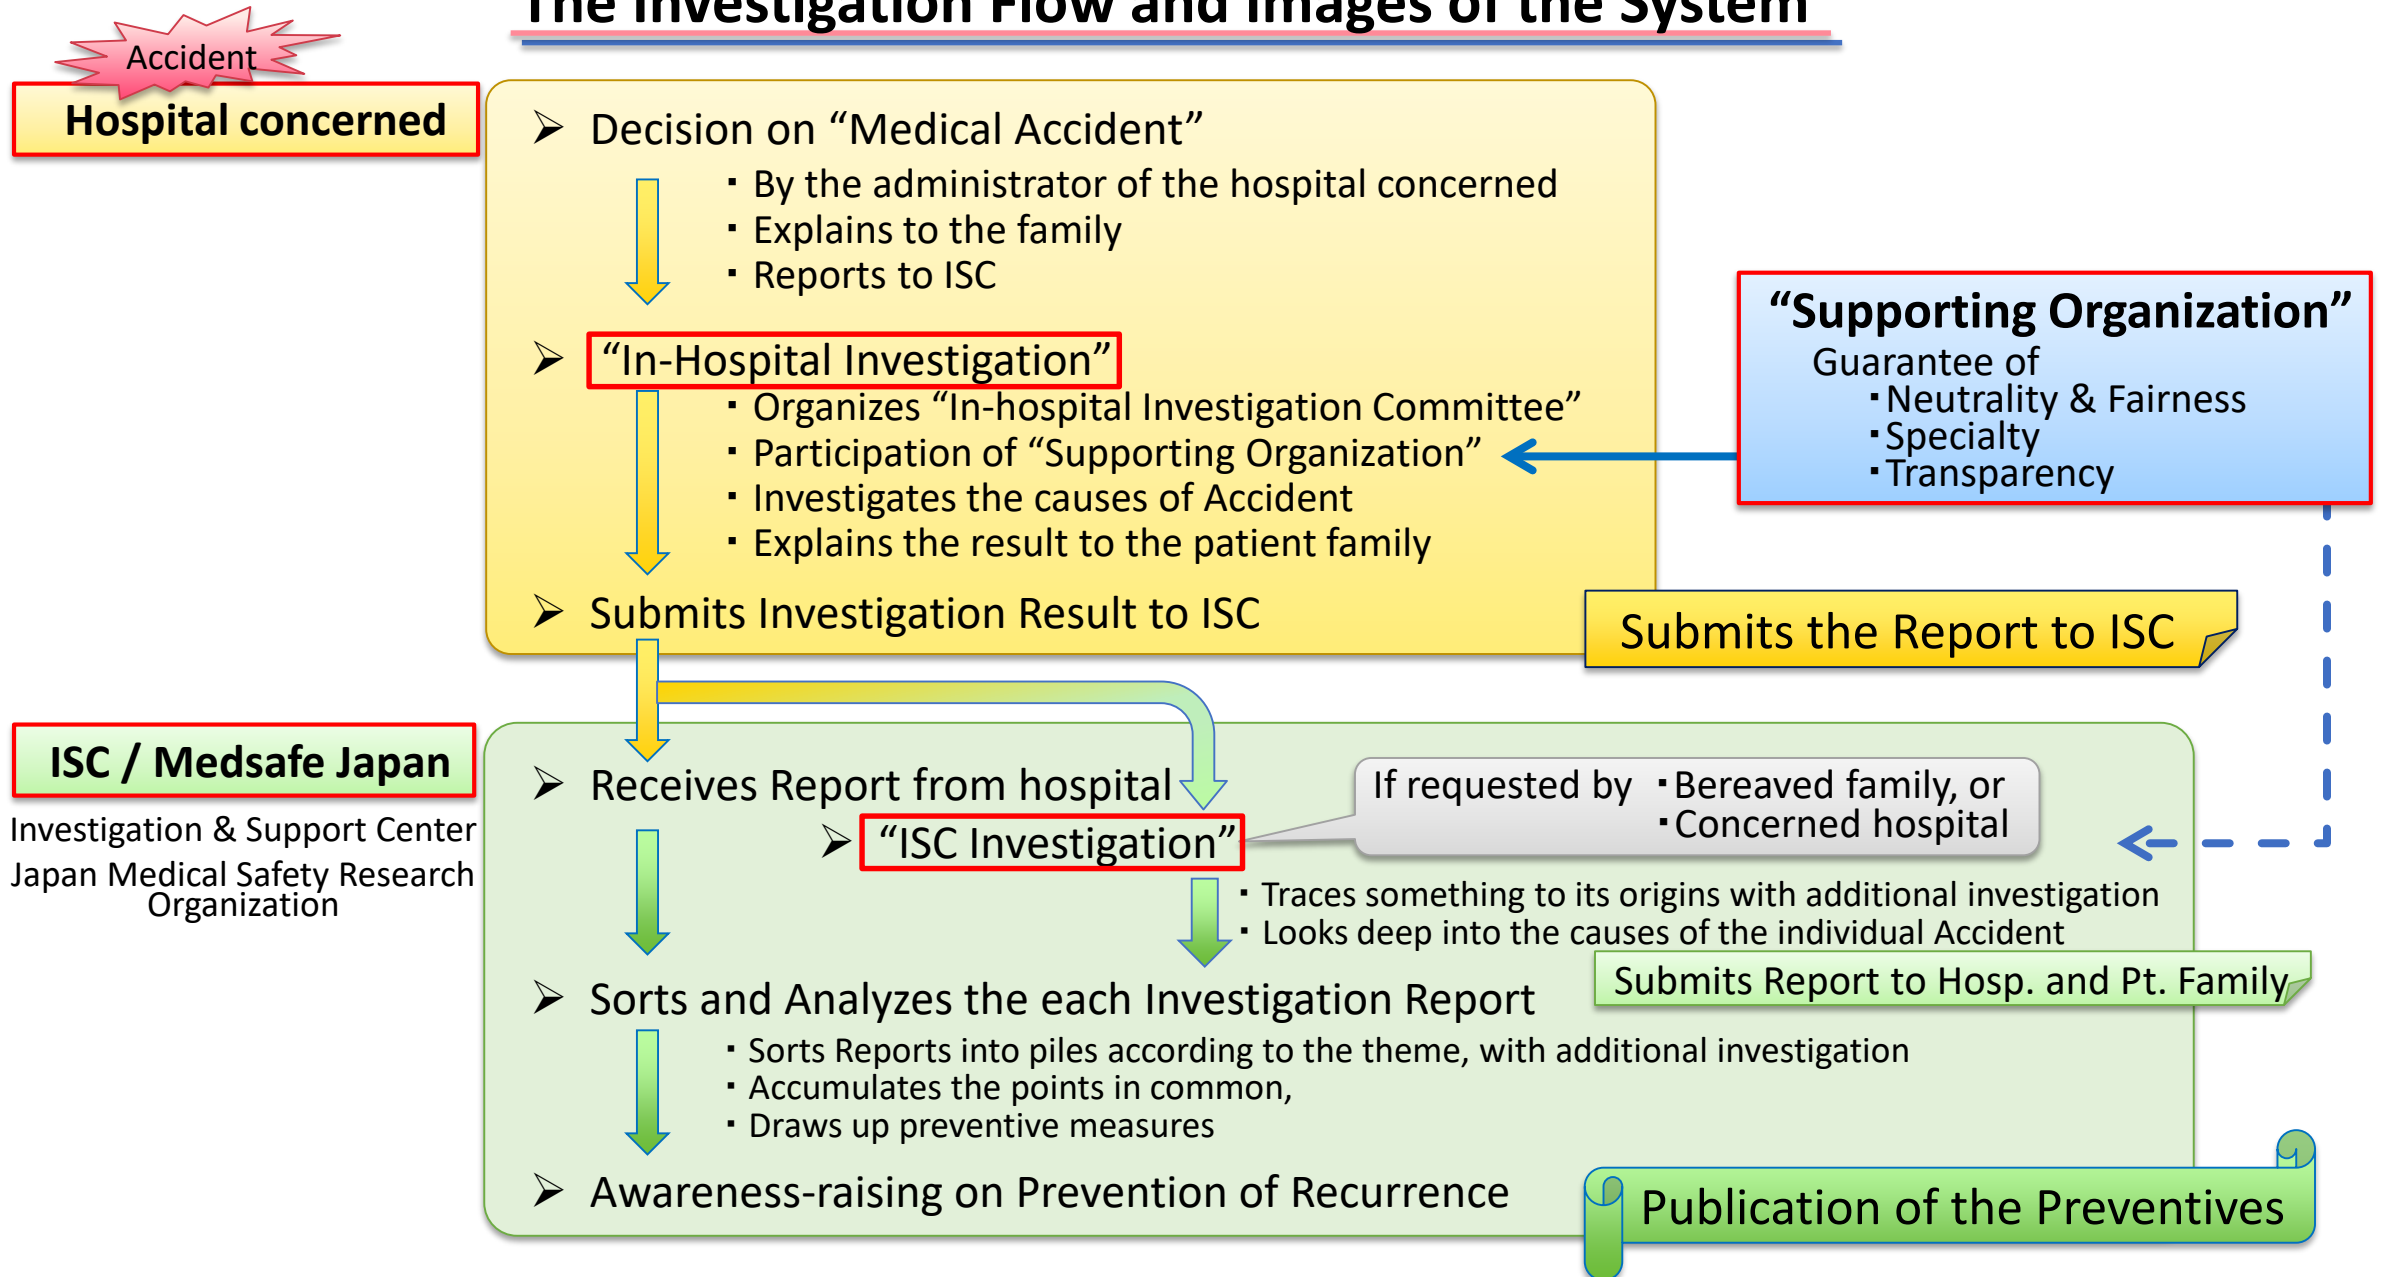 The Investigation Flow and Images of the System
Accident
Hospital concerned
➢ Decision on “Medical Accident”
▪ By the administrator of the hospital concerned
▪ Explains to the family
▪ Reports to ISC
➢ “In-Hospital Investigation”
▪ Organizes “In-hospital Investigation Committee”
▪ Participation of “Supporting Organization”
▪ Investigates the causes of Accident
▪ Explains the result to the patient family
➢ Submits Investigation Result to ISC
“Supporting Organization”
Guarantee of
▪Neutrality & Fairness
▪Specialty
▪Transparency
Submits the Report to ISC
ISC / Medsafe Japan
Investigation & Support Center
Japan Medical Safety Research
Organization
➢ Receives Report from hospital
➢ “ISC Investigation”
If requested by ▪Bereaved family, or
▪Concerned hospital
▪ Traces something to its origins with additional investigation
▪ Looks deep into the causes of the individual Accident
Submits Report to Hosp. and Pt. Family
➢ Sorts and Analyzes the each Investigation Report
▪ Sorts Reports into piles according to the theme, with additional investigation
▪ Accumulates the points in common,
▪ Draws up preventive measures
➢ Awareness-raising on Prevention of Recurrence
Publication of the Preventives